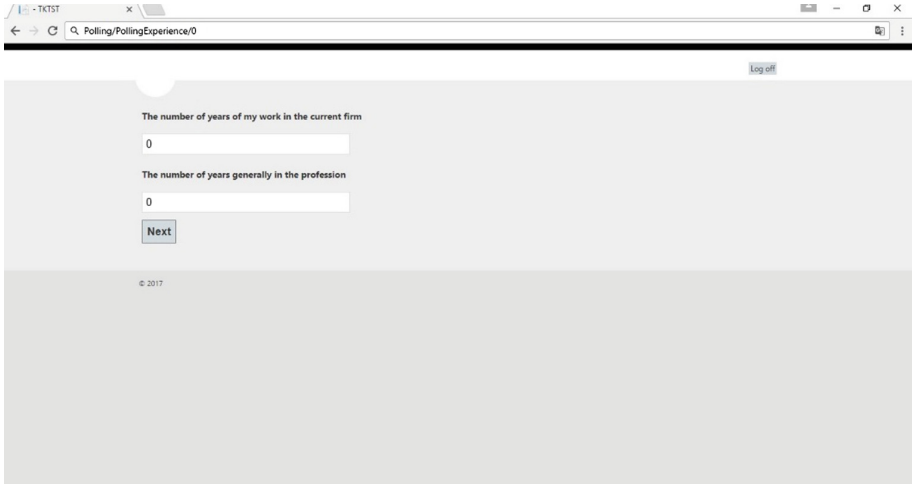 - TKTST
Polling/PollingExperience/0
Log off
The number of years of my work in the current firm
0
The number of years generally in the profession
0
Next
© 2017